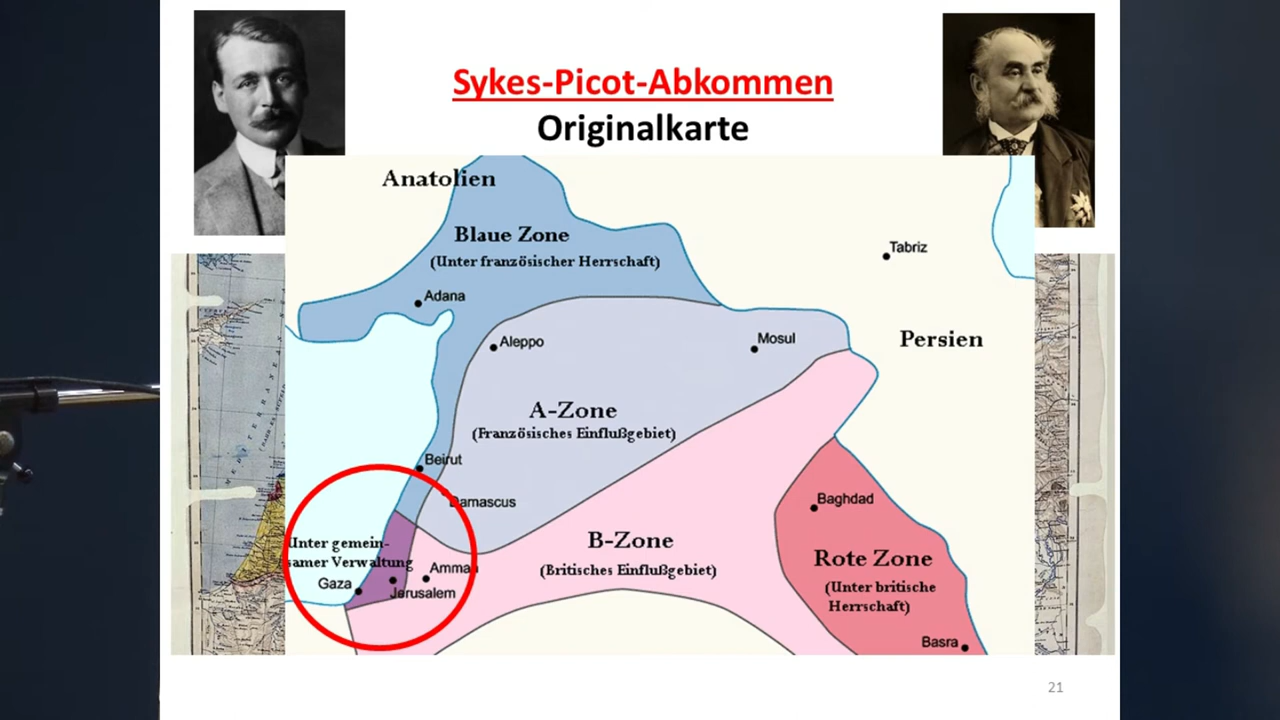 Sykes-Picot-Abkommen
Originalkarte
Anatolien
Blaue Zone
(Unter französischer Herrschaft)
Tabriz
Adana
Persien
Aleppo
Mosul
A-Zone
(Französisches Einflußgebiet)
Beirut
Damascus
Baghdad
B-Zone
(Britisches Einflußgebiet)
Unter gemein-
samer Verwaltung
Amman
Gaza
Jerusalem
Rote Zone
(Unter britische
Herrschaft)
Basra
21